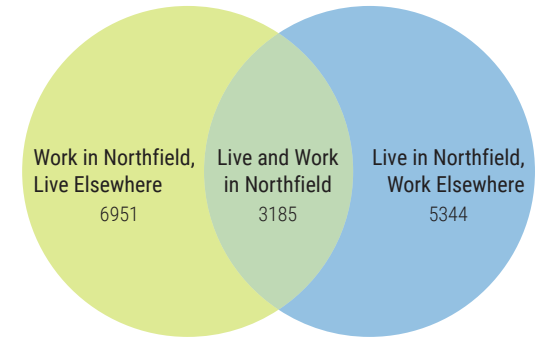 Work in Northfield,
Live Elsewhere
6951
Live and Work
in Northfield
3185
Live in Northfield,
Work Elsewhere
5344